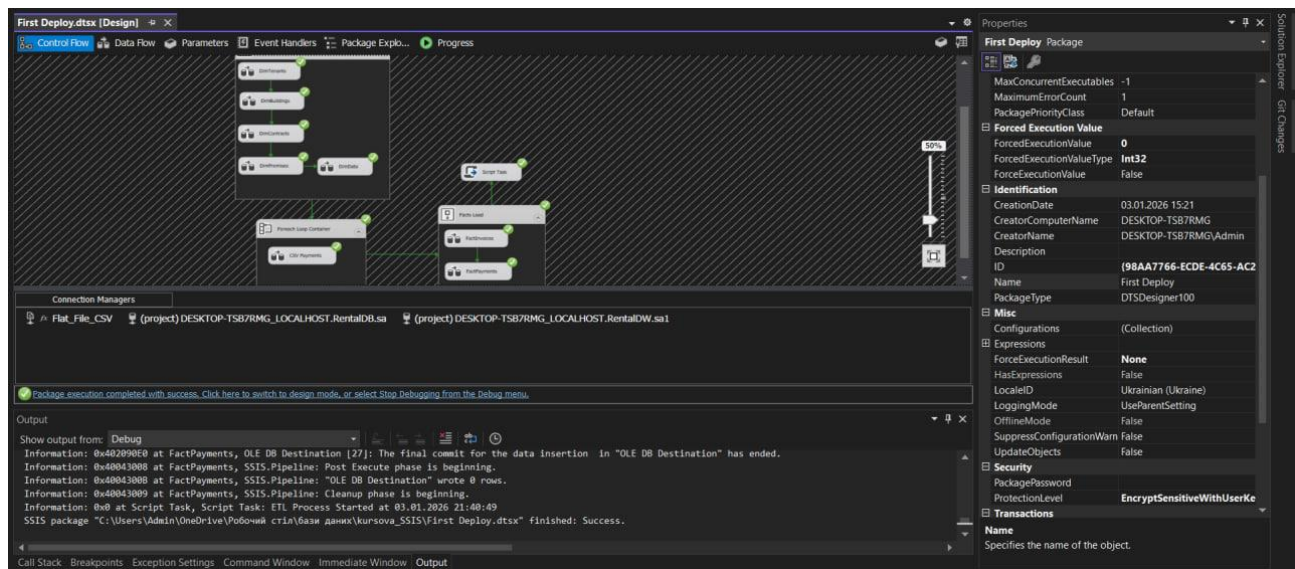 First Deploy.dtsx [Design]
Control Flow Data Flow Parameters Event Handlers Package Explo... Progress
DimTenants
DimBuildings
DimContracts
DimPremises DimDate
50%
Script Task
Foreach Loop Container
CSV Payments
Facts Load
FactInvoices
FactPayments
Connection Managers
Flat_File_CSV (project) DESKTOP-TSB7RMG_LOCALHOST.RentalDB.sa (project) DESKTOP-TSB7RMG_LOCALHOST.RentalDW.sa1
Package execution completed with success. Click here to switch to design mode, or select Stop Debugging from the Debug menu.
Output
Show output from: Debug
Information: 0x402090E0 at FactPayments, OLE DB Destination [27]: The final commit for the data insertion in "OLE DB Destination" has ended.
Information: 0x40043008 at FactPayments, SSIS.Pipeline: Post Execute phase is beginning.
Information: 0x4004300B at FactPayments, SSIS.Pipeline: "OLE DB Destination" wrote 0 rows.
Information: 0x40043009 at FactPayments, SSIS.Pipeline: Cleanup phase is beginning.
Information: 0x0 at Script Task, Script Task: ETL Process Started at 03.01.2026 21:40:49
SSIS package "C:\Users\Admin\OneDrive\Робочий стіл\бази даних\kursova_SSIS\First Deploy.dtsx" finished: Success.
Call Stack Breakpoints Exception Settings Command Window Immediate Window Output
Properties
First Deploy Package
MaxConcurrentExecutables -1
MaximumErrorCount 1
PackagePriorityClass Default
Forced Execution Value
ForcedExecutionValue 0
ForcedExecutionValueType Int32
ForceExecutionValue False
Identification
CreationDate 03.01.2026 15:21
CreatorComputerName DESKTOP-TSB7RMG
CreatorName DESKTOP-TSB7RMG\Admin
Description
ID {98AA7766-ECDE-4C65-AC2
Name First Deploy
PackageType DTSDesigner100
Misc
Configurations (Collection)
Expressions
ForceExecutionResult None
HasExpressions False
LocaleID Ukrainian (Ukraine)
LoggingMode UseParentSetting
OfflineMode False
SuppressConfigurationWarn False
UpdateObjects False
Security
PackagePassword
ProtectionLevel EncryptSensitiveWithUserKe
Transactions
Name
Specifies the name of the object.
Solution Explorer
Git Changes